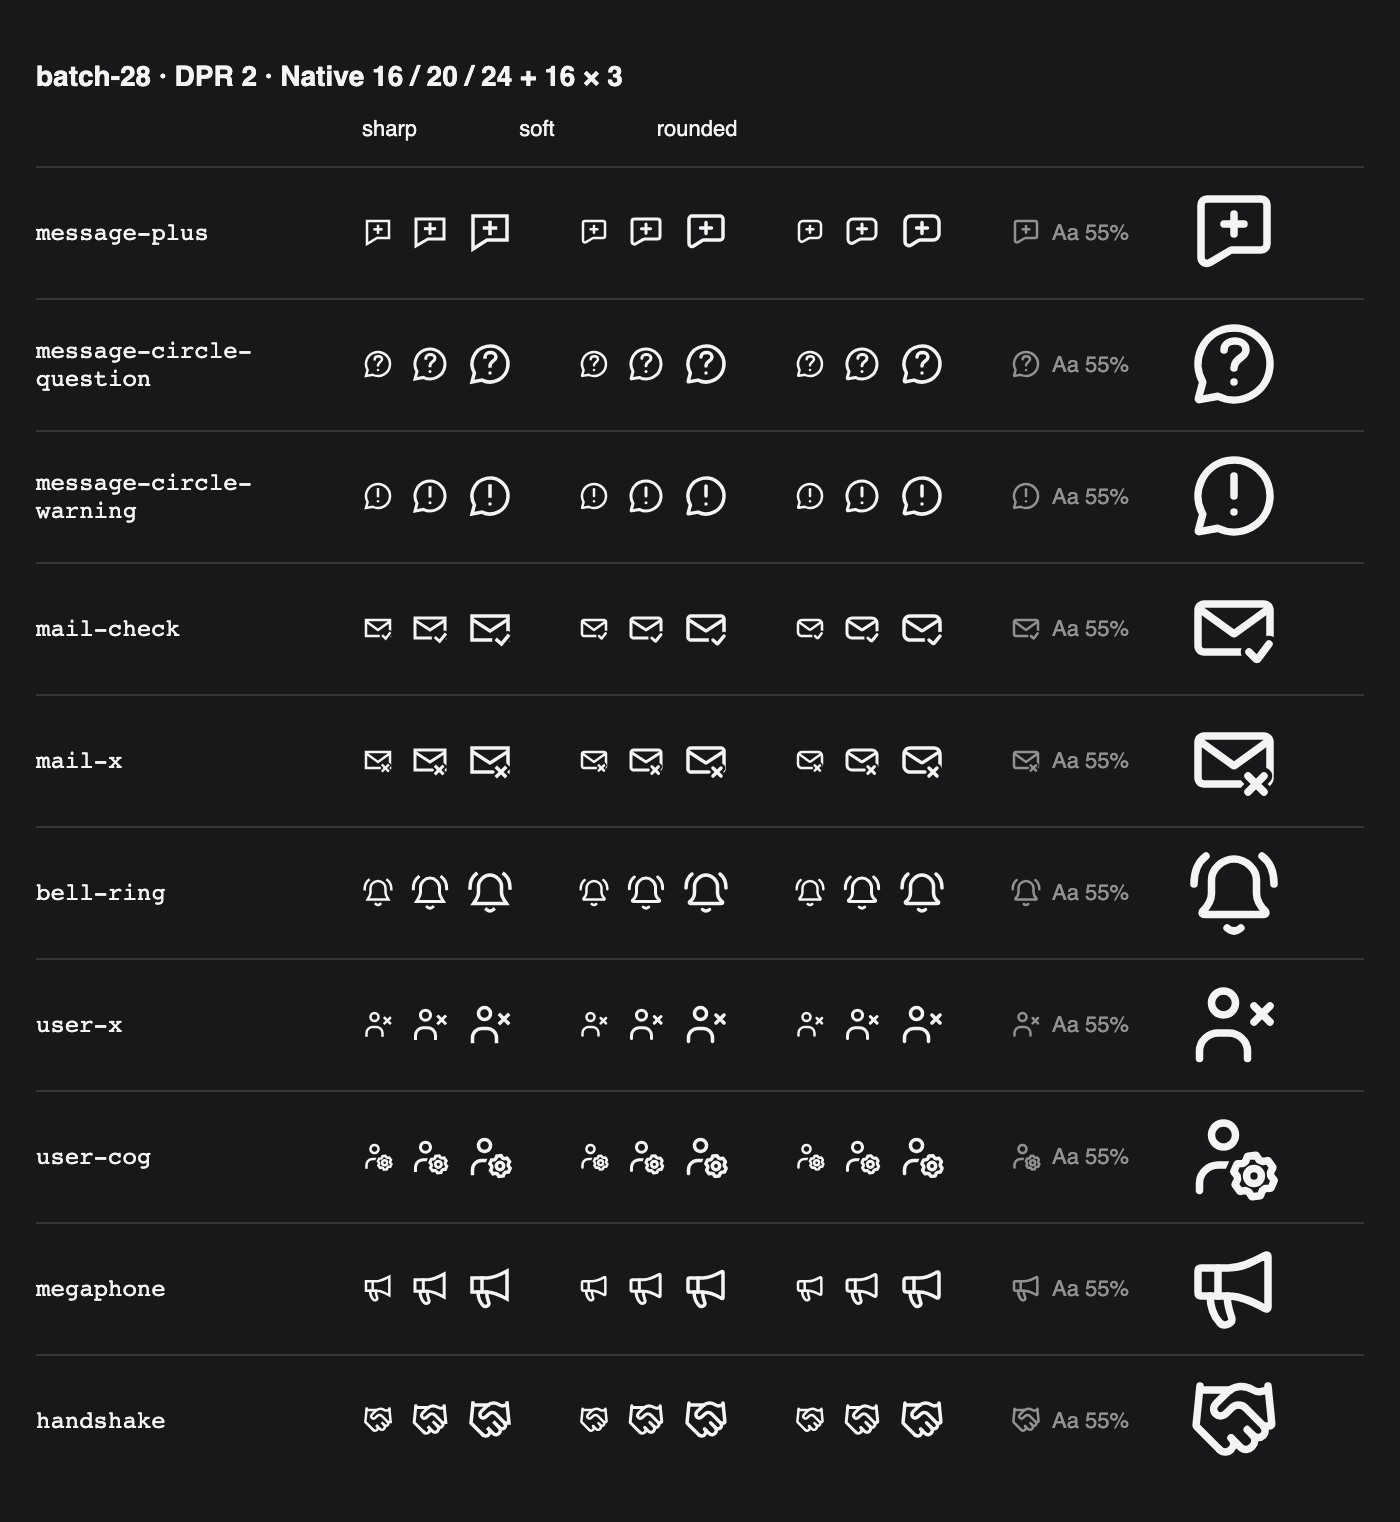 batch-28 · DPR 2 · Native 16 / 20 / 24 + 16 × 3
sharp soft rounded
message-plus Aa 55%
message-circle-
question Aa 55%
message-circle-
warning Aa 55%
mail-check Aa 55%
mail-x Aa 55%
bell-ring Aa 55%
user-x Aa 55%
user-cog Aa 55%
megaphone Aa 55%
handshake Aa 55%